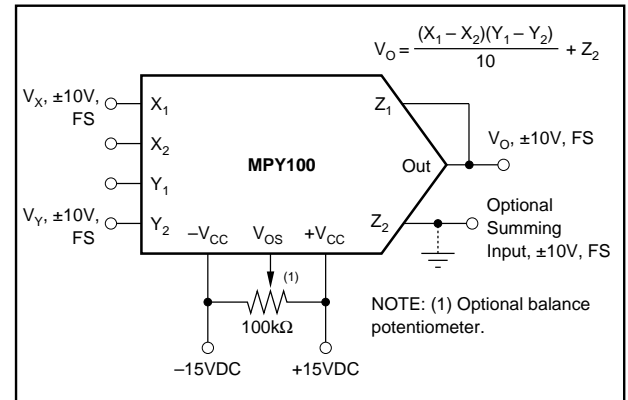 V_O = (X_1 – X_2)(Y_1 – Y_2) / 10 + Z_2
V_X, ±10V,
FS
X_1
X_2
Y_1
V_Y, ±10V,
FS
Y_2
MPY100
Z_1
Out
Z_2
V_O, ±10V, FS
Optional
Summing
Input, ±10V, FS
–V_CC
V_OS
+V_CC
(1)
100kΩ
–15VDC
+15VDC
NOTE: (1) Optional balance
potentiometer.